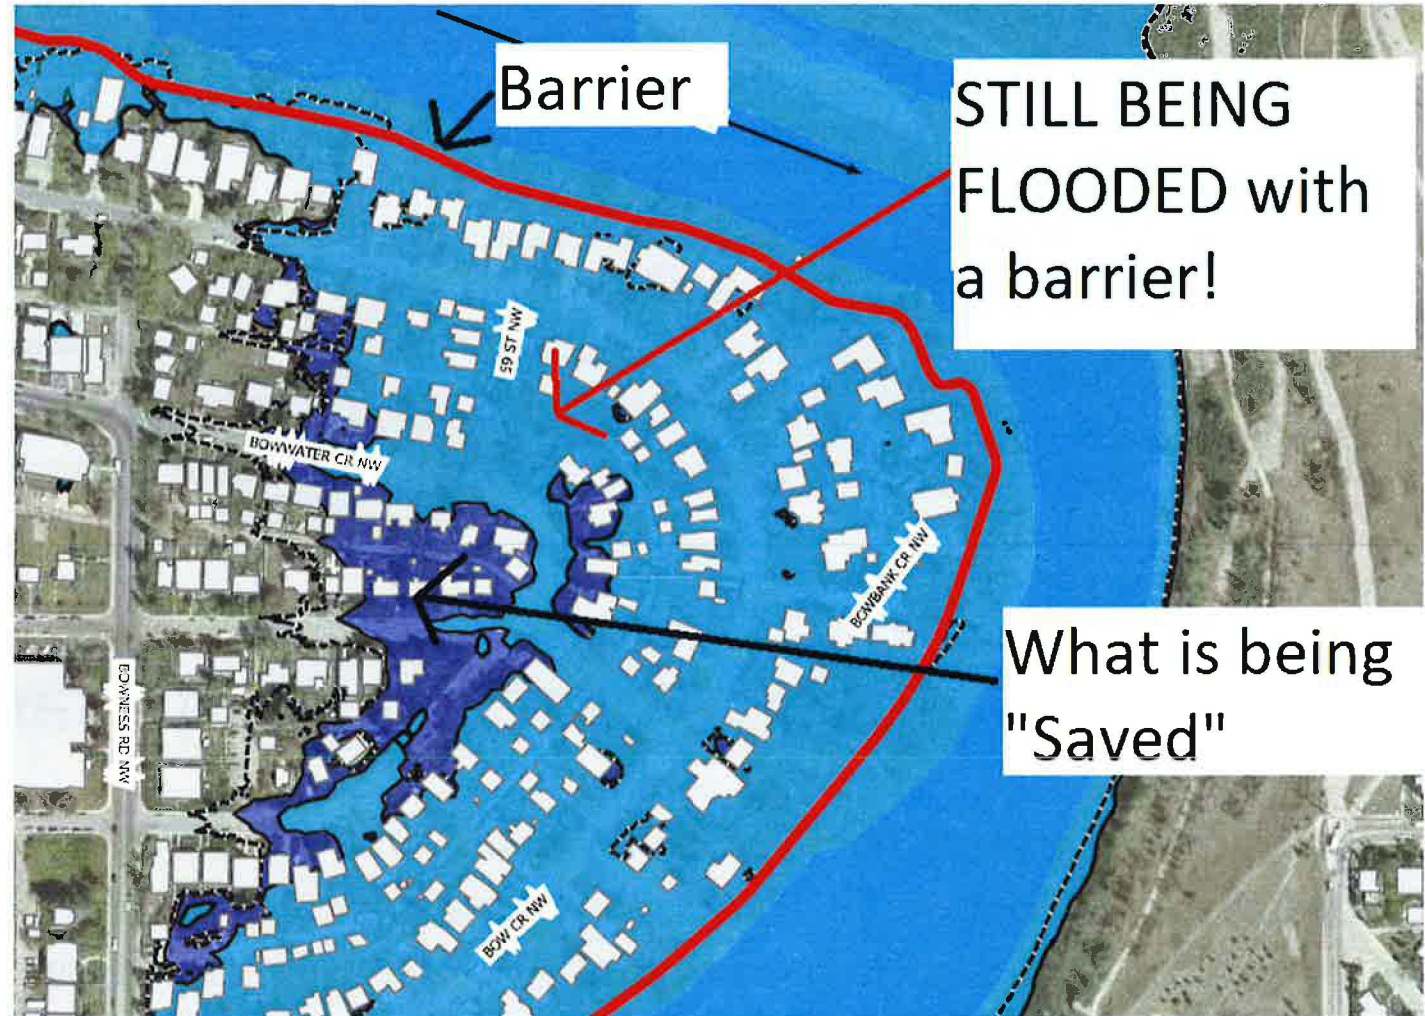 Barrier
STILL BEING
FLOODED with
a barrier!
59 ST NW
BOWWATER CR NW
BOWBANK CR NW
What is being
"Saved"
BOWNESS RD NW
BOW CR NW